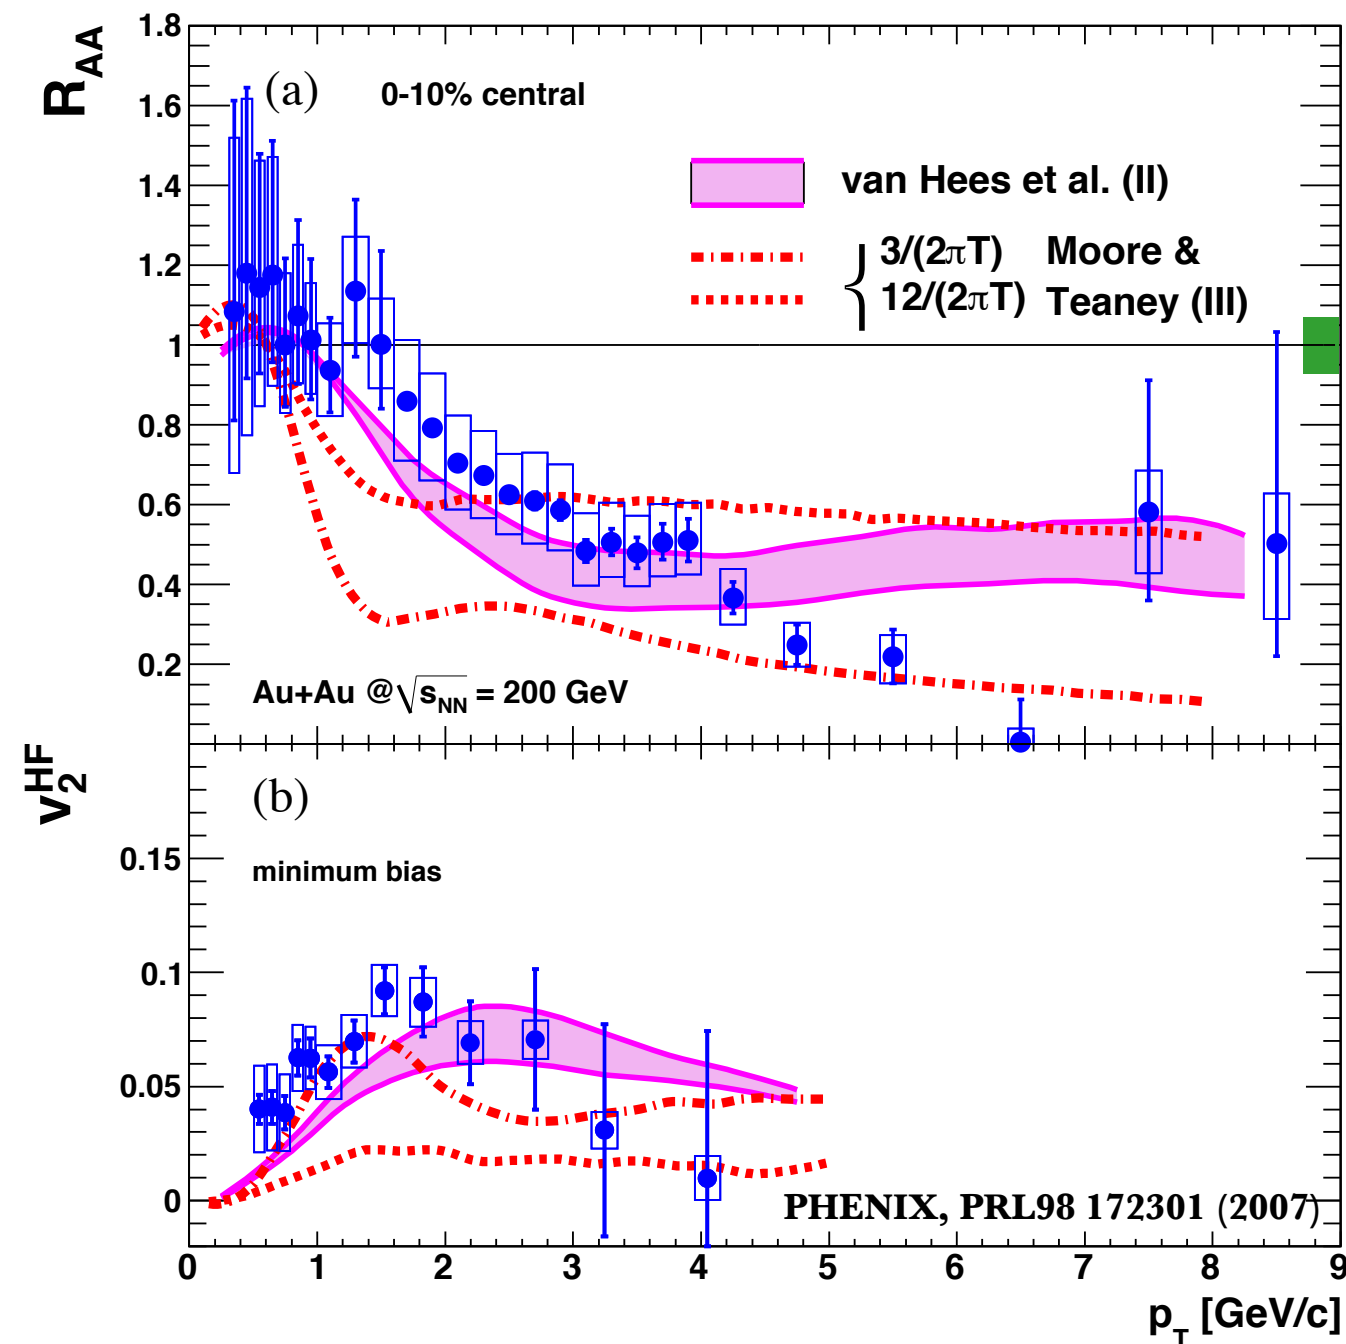 R_AA
1.8
1.6
1.4
1.2
1
0.8
0.6
0.4
0.2
(a) 0-10% central
van Hees et al. (II)
3/(2πT) Moore &
12/(2πT) Teaney (III)
Au+Au @ √s_NN = 200 GeV
v_2^HF
0.15
0.1
0.05
0
(b)
minimum bias
PHENIX, PRL98 172301 (2007)
0 1 2 3 4 5 6 7 8 9
p_T [GeV/c]